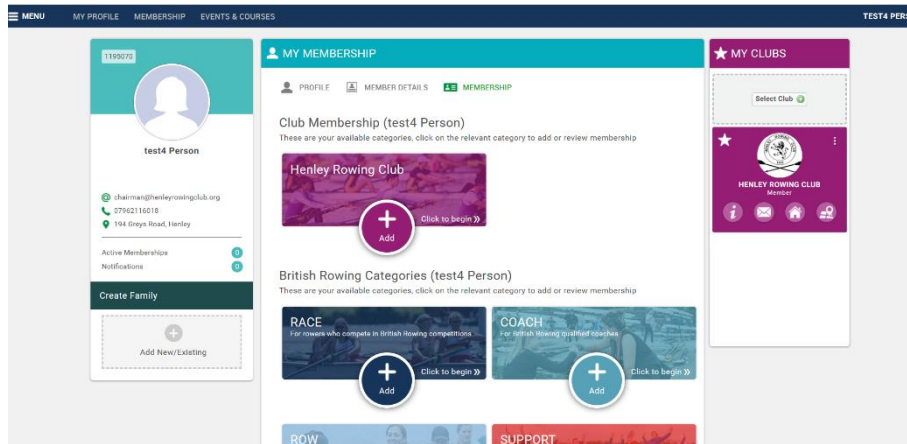 MENU MY PROFILE MEMBERSHIP EVENTS & COURSES TEST4 PERS
1195070
test4 Person
chairman@henleyrowingclub.org
07962116018
194 Greys Road, Henley
Active Memberships 0
Notifications 0
Create Family
Add New/Existing
MY MEMBERSHIP
PROFILE MEMBER DETAILS MEMBERSHIP
Club Membership (test4 Person)
These are your available categories, click on the relevant category to add or review membership
Henley Rowing Club
Click to begin »
Add
British Rowing Categories (test4 Person)
These are your available categories, click on the relevant category to add or review membership
RACE
For rowers who compete in British Rowing competitions
Click to begin »
Add
COACH
For British Rowing qualified coaches
Click to begin »
Add
ROW
SUPPORT
MY CLUBS
Select Club
HENLEY ROWING CLUB
Member